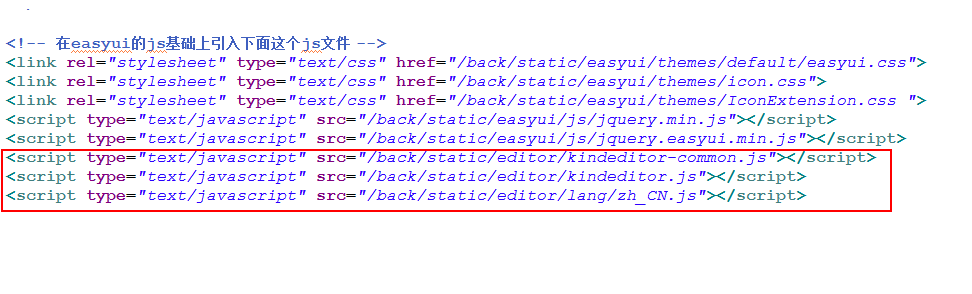 <!-- 在easyui的js基础上引入下面这个js文件 -->
<link rel="stylesheet" type="text/css" href="/back/static/easyui/themes/default/easyui.css">
<link rel="stylesheet" type="text/css" href="/back/static/easyui/themes/icon.css">
<link rel="stylesheet" type="text/css" href="/back/static/easyui/themes/IconExtension.css ">
<script type="text/javascript" src="/back/static/easyui/js/jquery.min.js"></script>
<script type="text/javascript" src="/back/static/easyui/js/jquery.easyui.min.js"></script>
<script type="text/javascript" src="/back/static/editor/kindeditor-common.js"></script>
<script type="text/javascript" src="/back/static/editor/kindeditor.js"></script>
<script type="text/javascript" src="/back/static/editor/lang/zh_CN.js"></script>